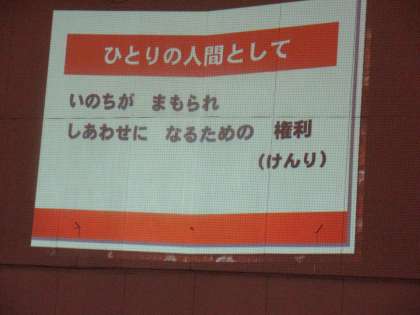 ひとりの人間として
いのちが まもられ
しあわせに なるための 権利
(けんり)